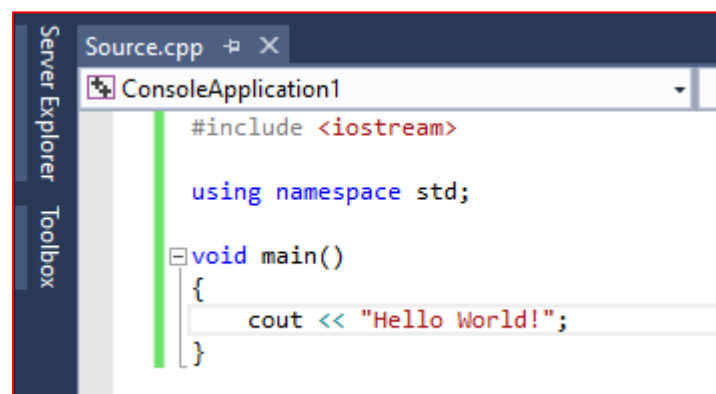 Server Explorer
Toolbox
Source.cpp
ConsoleApplication1
#include <iostream>
using namespace std;
void main()
{
cout << "Hello World!";
}